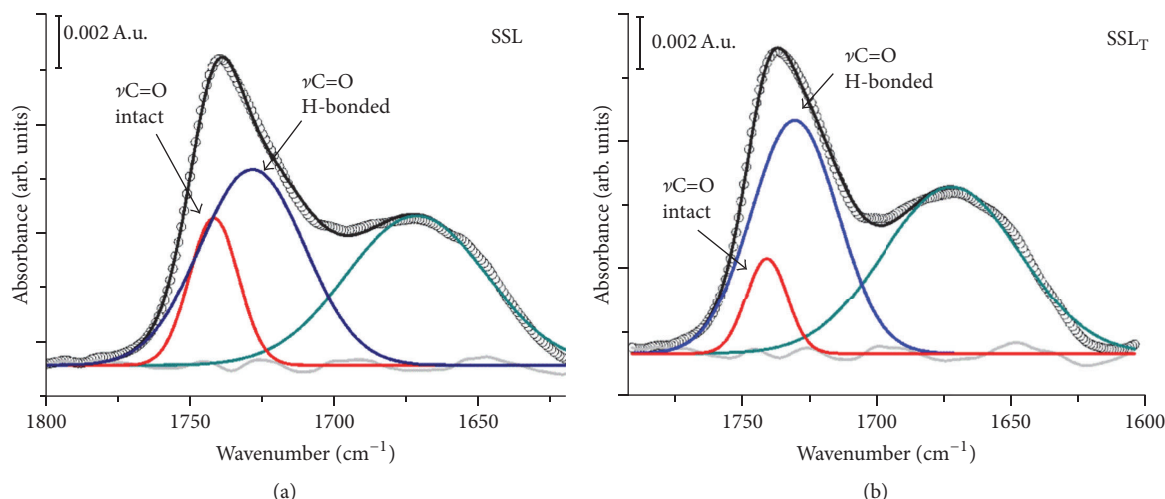 0.002 A.u.
SSL
νC=O
intact
νC=O
H-bonded
Absorbance (arb. units)
1800
1750
1700
1650
Wavenumber (cm⁻¹)
(a)
0.002 A.u.
SSL_T
νC=O
H-bonded
νC=O
intact
Absorbance (arb. units)
1750
1700
1650
1600
Wavenumber (cm⁻¹)
(b)